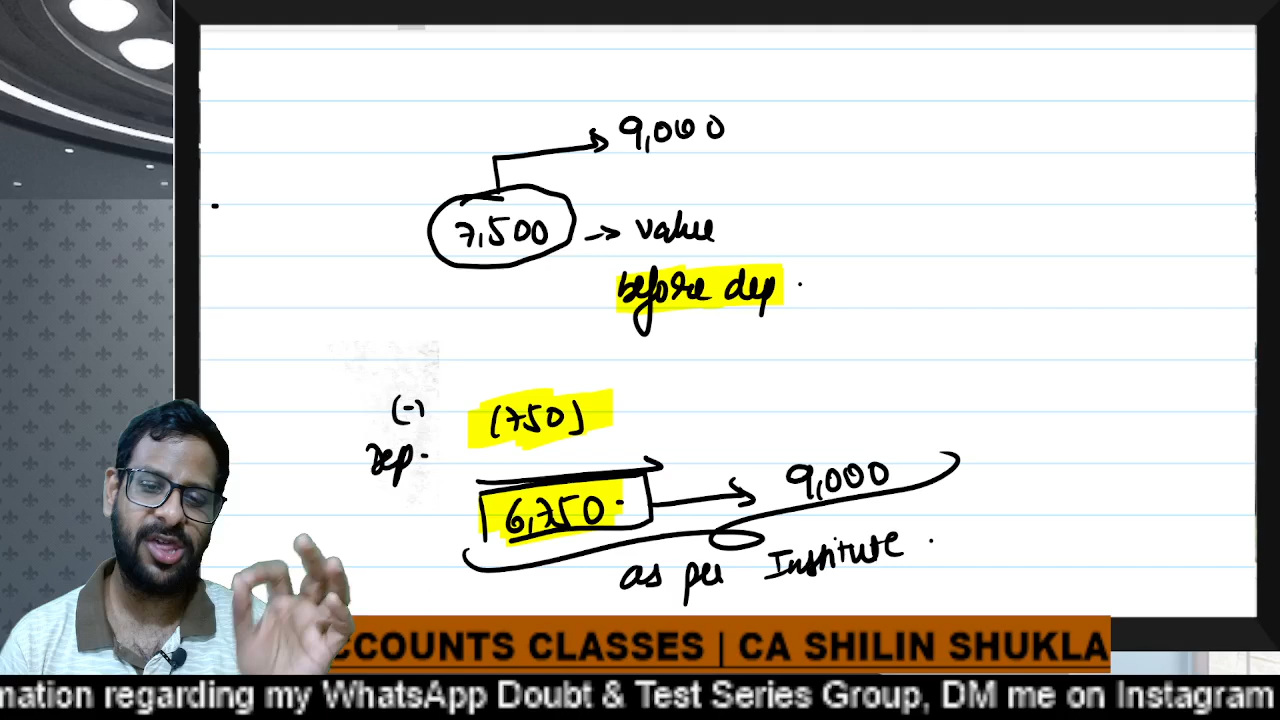 9,000
7,500 → value
before dep.
(-) (750)
Dep.
6,750 → 9,000
as per Institute.
CCOUNTS CLASSES | CA SHILIN SHUKLA
mation regarding my WhatsApp Doubt & Test Series Group, DM me on Instagram